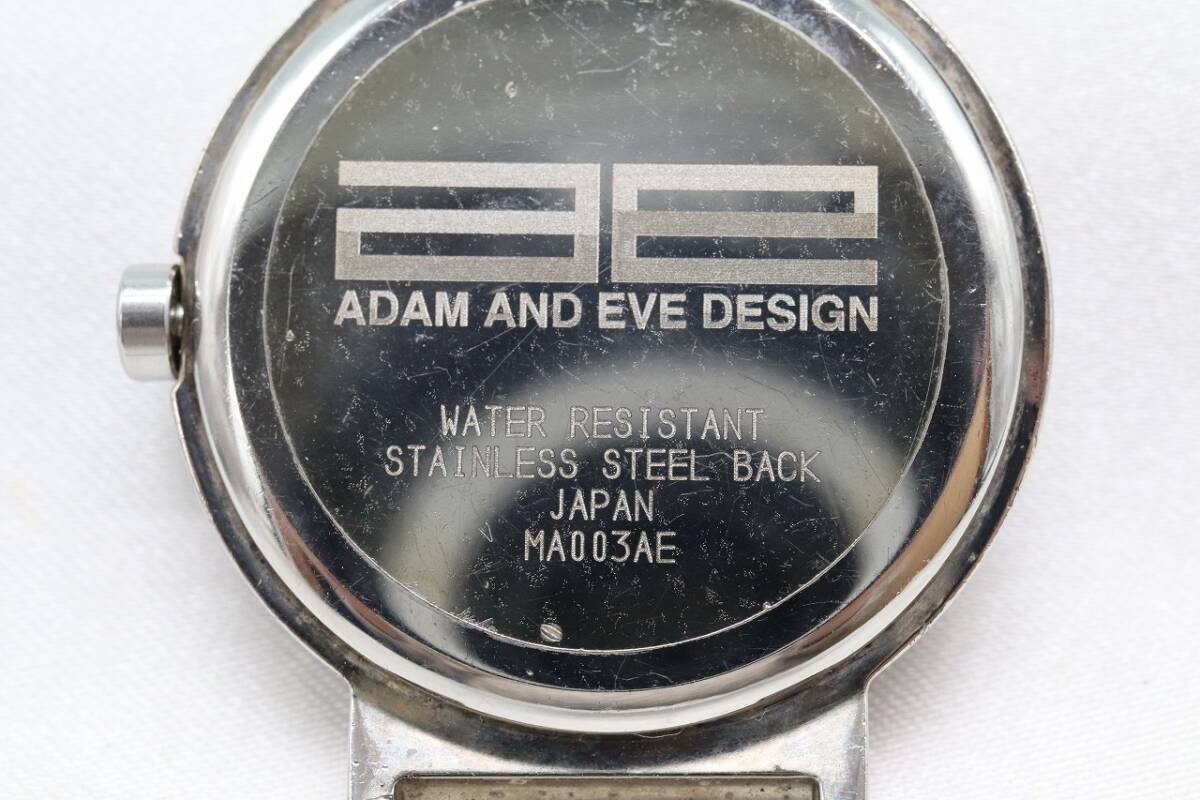 ae
ADAM AND EVE DESIGN
WATER RESISTANT
STAINLESS STEEL BACK
JAPAN
MA003AE